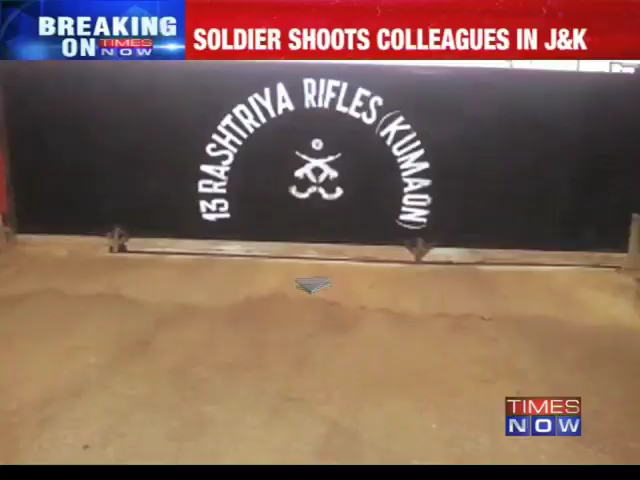 BREAKING
ON TIMES NOW
SOLDIER SHOOTS COLLEAGUES IN J&K
13 RASHTRIYA RIFLES (KUMAON)
TIMES
NOW